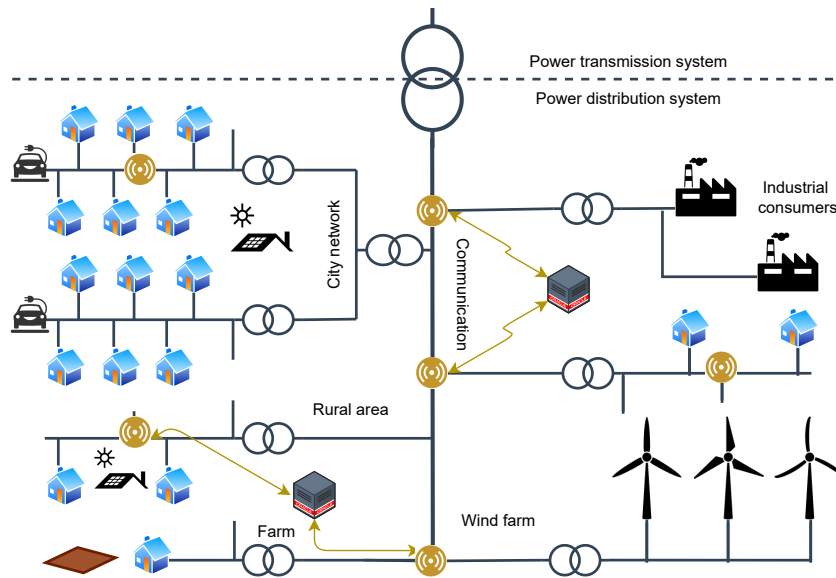 Power transmission system
Power distribution system
Industrial
consumers
City network
Communication
Rural area
Farm
Wind farm